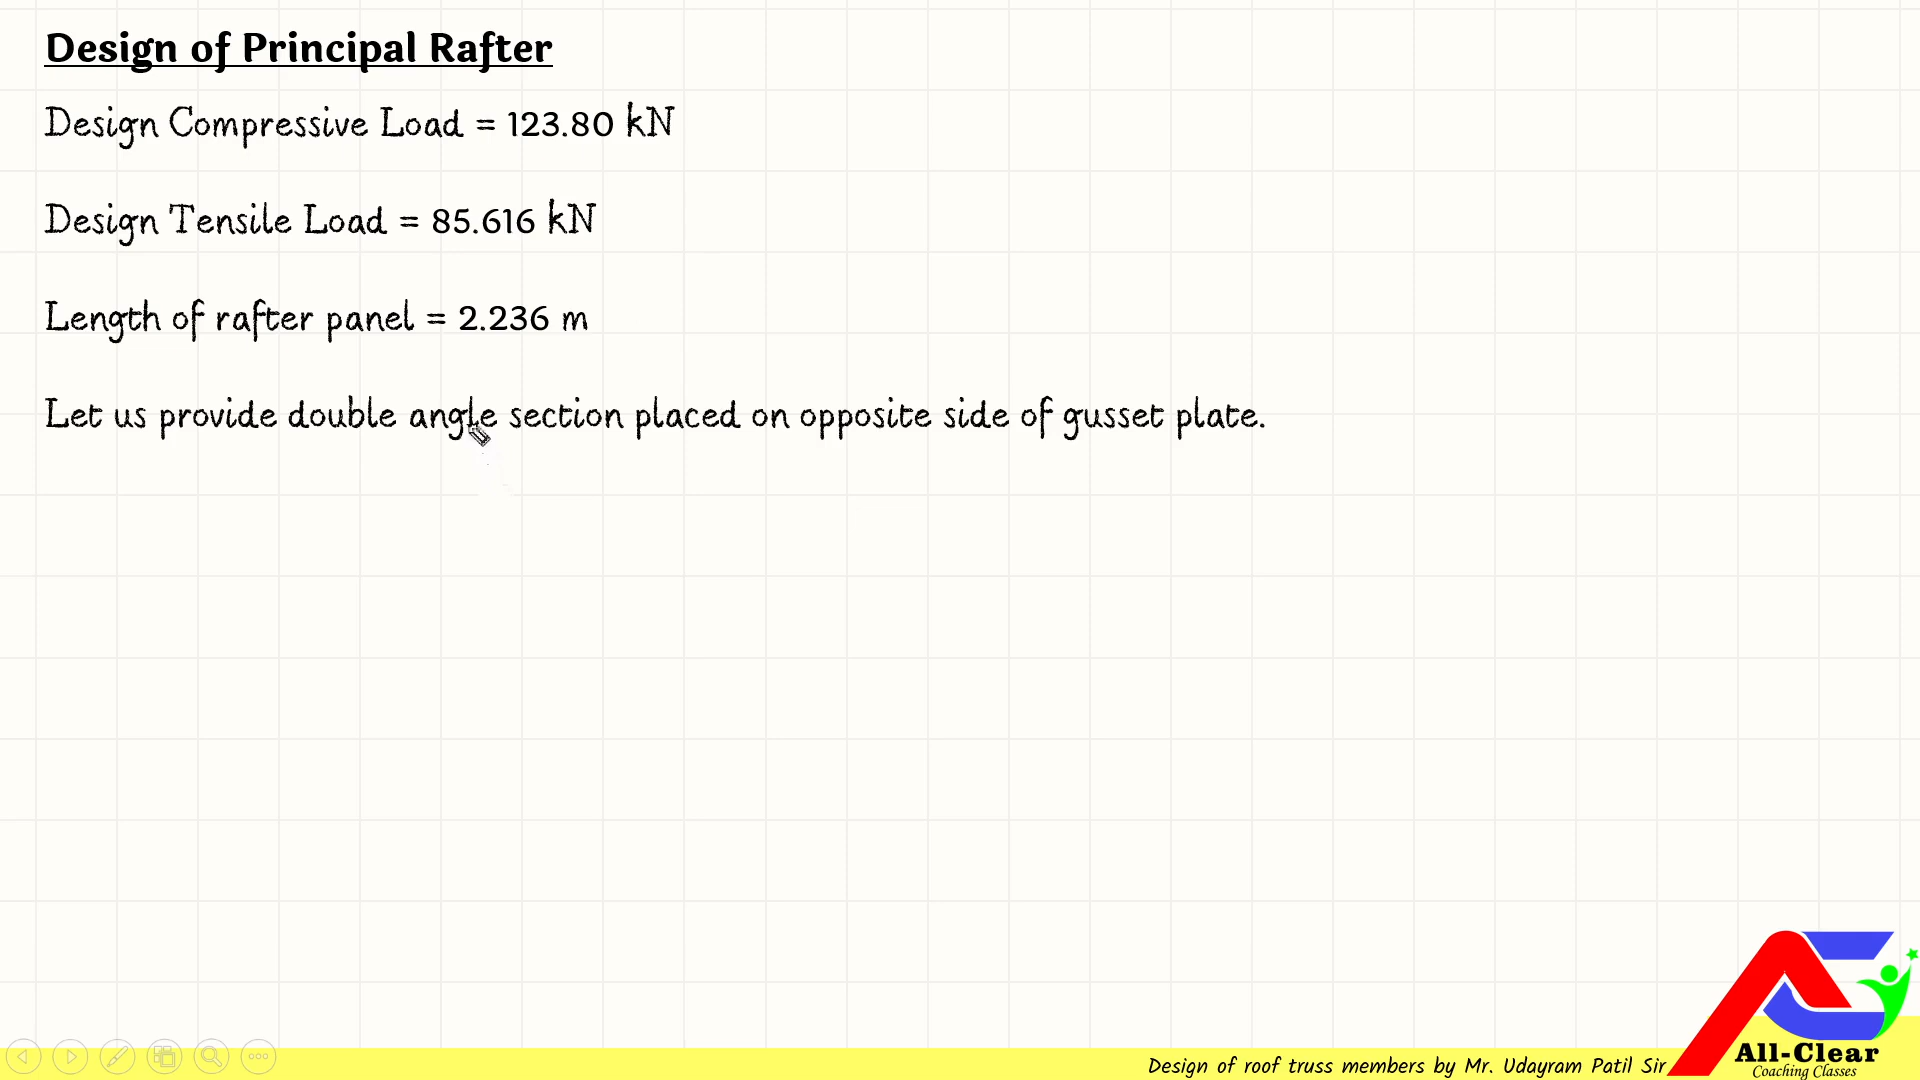 Design of Principal Rafter
Design Compressive Load = 123.80 kN
Design Tensile Load = 85.616 kN
Length of rafter panel = 2.236 m
Let us provide double angle section placed on opposite side of gusset plate.
Design of roof truss members by Mr. Udayram Patil Sir
All-Clear
Coaching Classes